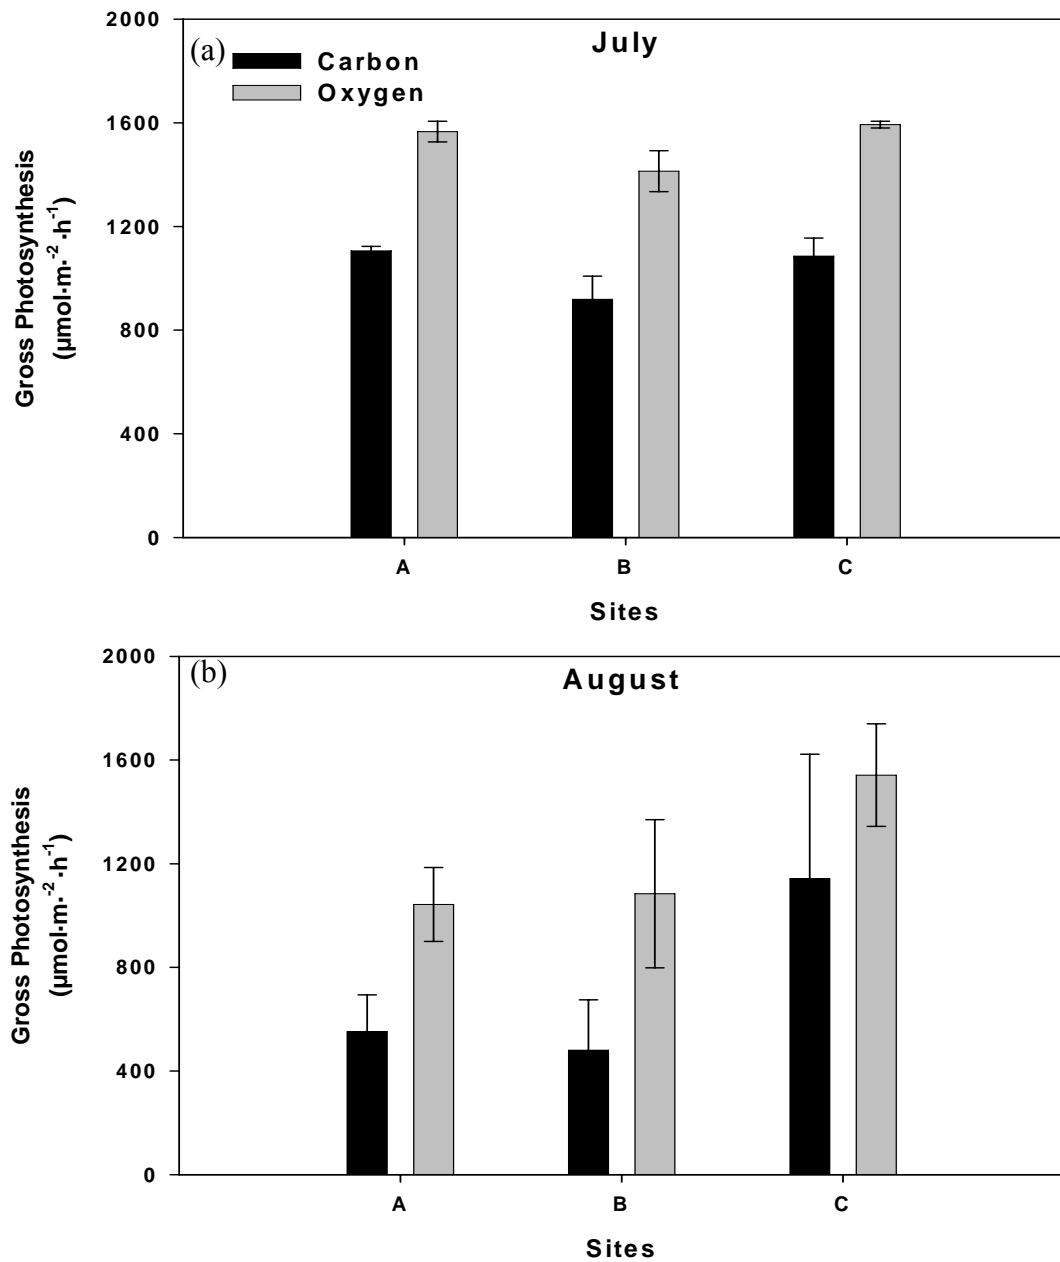 (a)
July
Carbon
Oxygen
Gross Photosynthesis
(µmol·m·⁻²·h⁻¹)
2000
1600
1200
800
400
0
A B C
Sites
(b)
August
Gross Photosynthesis
(µmol·m·⁻²·h⁻¹)
2000
1600
1200
800
400
0
A B C
Sites